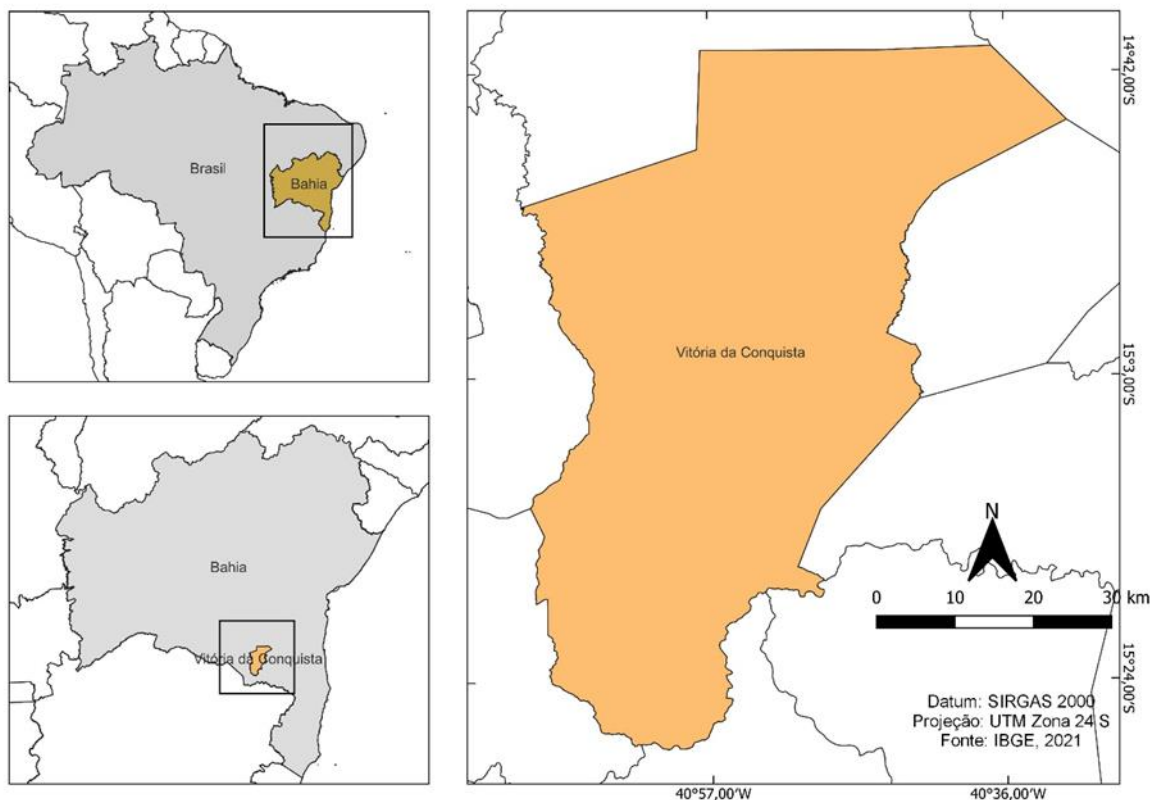 Brasil
Bahia
Bahia
Vitória da Conquista
Vitória da Conquista
14°42,00'S
15°3,00'S
15°24,00'S
40°57,00'W
40°36,00'W
N
0 10 20 30 km
Datum: SIRGAS 2000
Projeção: UTM Zona 24 S
Fonte: IBGE, 2021